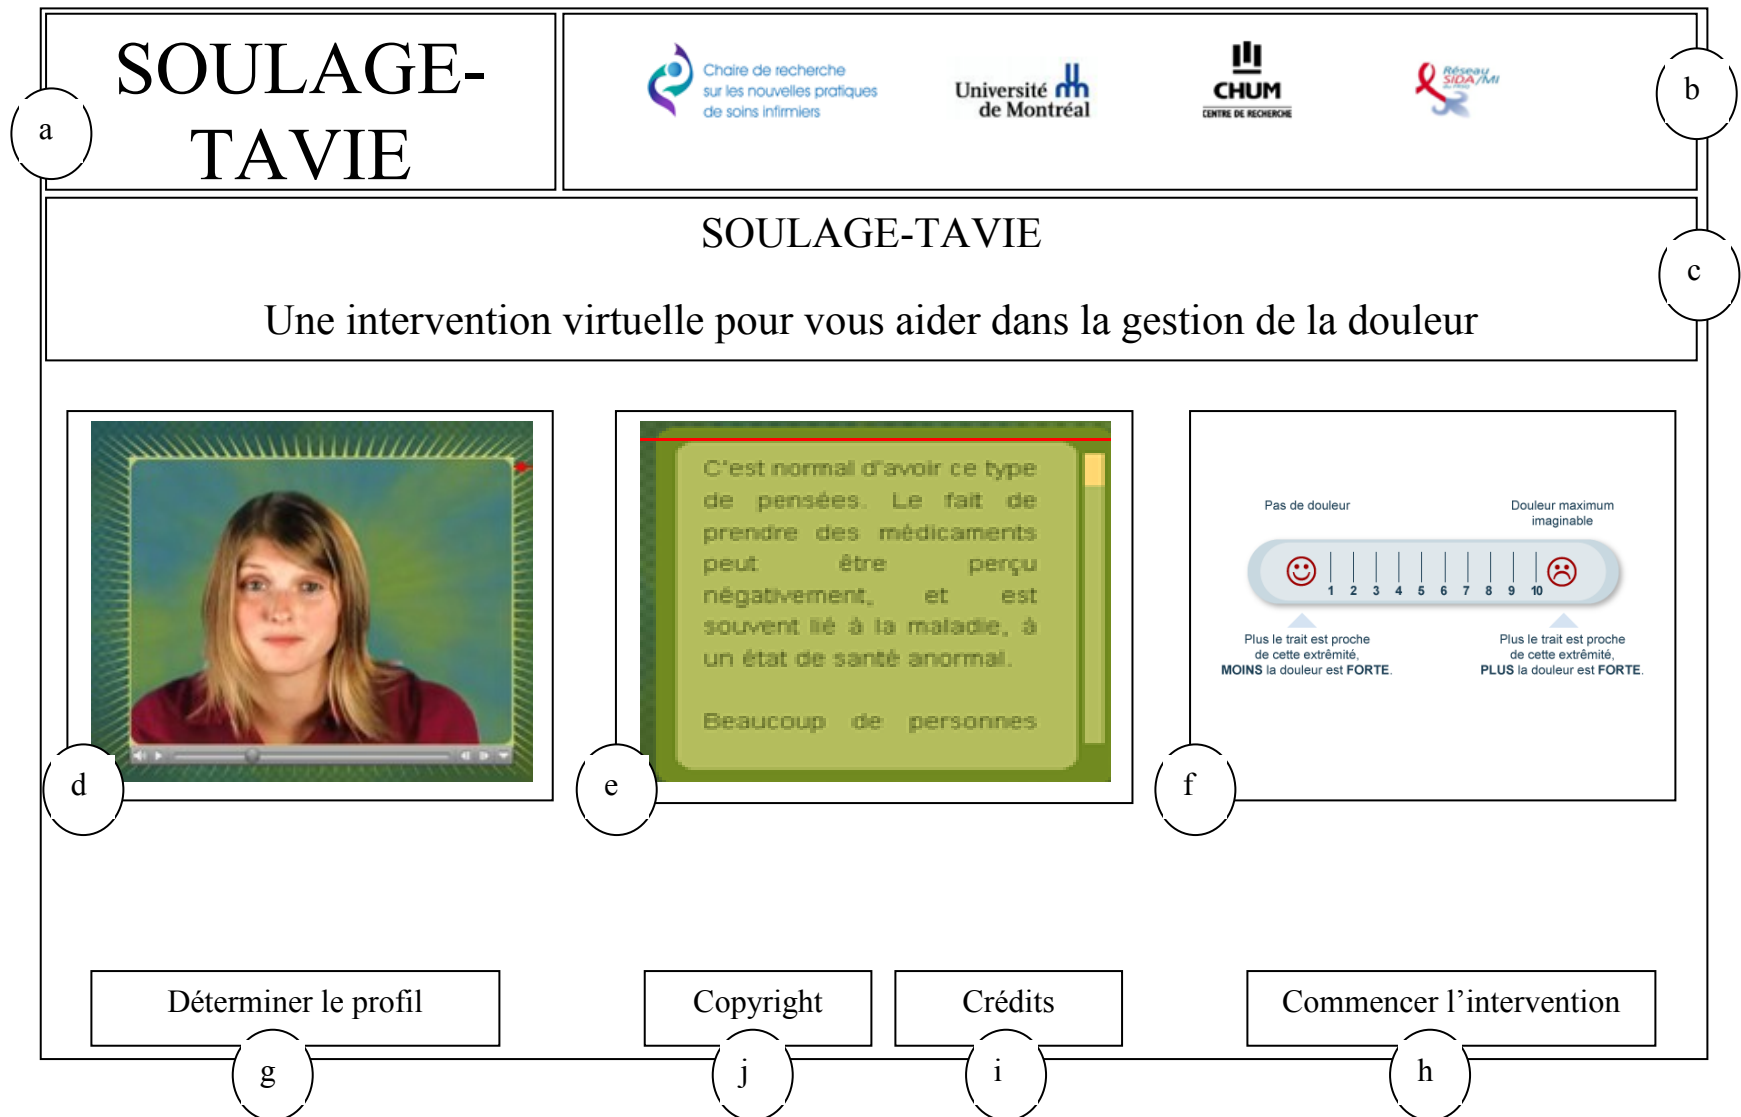 SOULAGE-
TAVIE
a
Chaire de recherche
sur les nouvelles pratiques
de soins infirmiers
Université
de Montréal
CHUM
CENTRE DE RECHERCHE
Réseau
SIDA/MI
b
SOULAGE-TAVIE
Une intervention virtuelle pour vous aider dans la gestion de la douleur
c
d
C'est normal d'avoir ce type
de pensées. Le fait de
prendre des médicaments
peut être perçu
négativement, et est
souvent lié à la maladie, à
un état de santé anormal.
Beaucoup de personnes
e
Pas de douleur
Douleur maximum
imaginable
1 2 3 4 5 6 7 8 9 10
Plus le trait est proche
de cette extrêmité,
MOINS la douleur est FORTE.
Plus le trait est proche
de cette extrêmité,
PLUS la douleur est FORTE.
f
Déterminer le profil
Copyright
Crédits
Commencer l’intervention
g
j
i
h